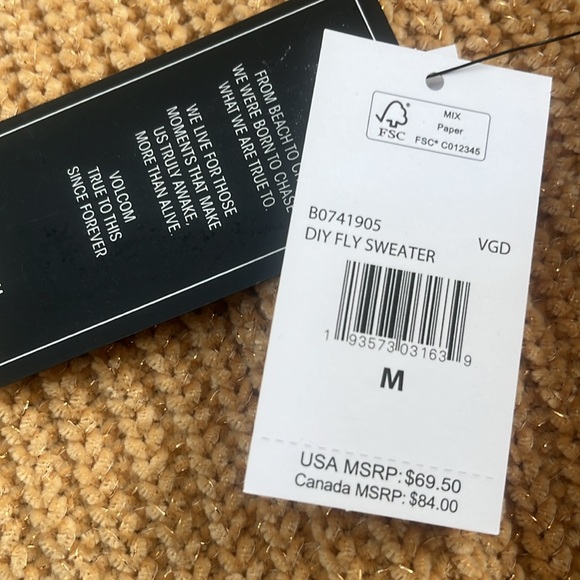 FROM BEACH TO
WE WERE BORN TO CHASE
WHAT WE ARE TRUE TO.
WE LIVE FOR THOSE
MOMENTS THAT MAKE
US TRULY AWAKE,
MORE THAN ALIVE.
VOLCOM
TRUE TO THIS
SINCE FOREVER
FSC
MIX
Paper
FSC® C012345
B0741905
VGD
DIY FLY SWEATER
1 93573 03163 9
M
USA MSRP: $69.50
Canada MSRP: $84.00